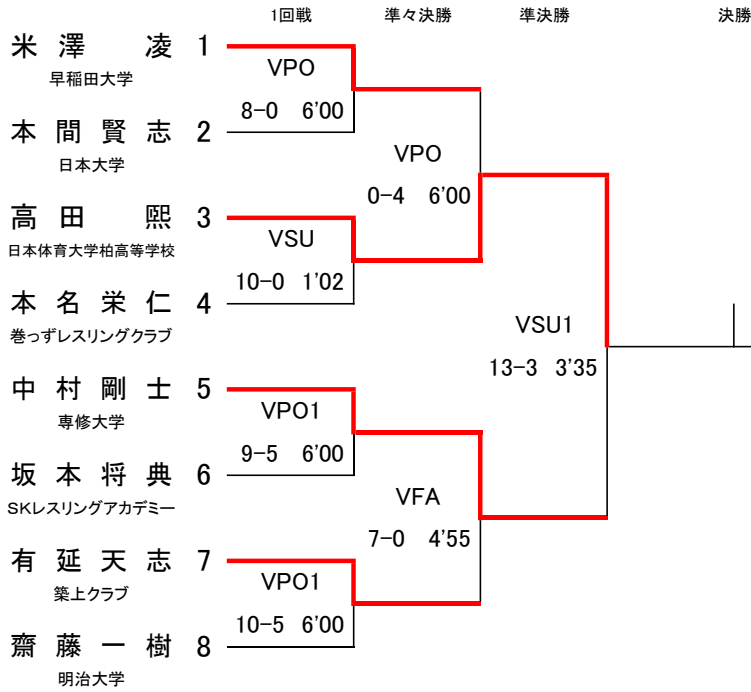 1回戦 準々決勝 準決勝 決勝
米澤 凌 1
早稲田大学
VPO
8-0 6'00
本間賢志 2
日本大学
VPO
0-4 6'00
高田 熙 3
日本体育大学柏高等学校
VSU
10-0 1'02
本名栄仁 4
巻っずレスリングクラブ
VSU1
13-3 3'35
中村剛士 5
専修大学
VPO1
9-5 6'00
坂本将典 6
SKレスリングアカデミー
VFA
7-0 4'55
有延天志 7
築上クラブ
VPO1
10-5 6'00
齋藤一樹 8
明治大学